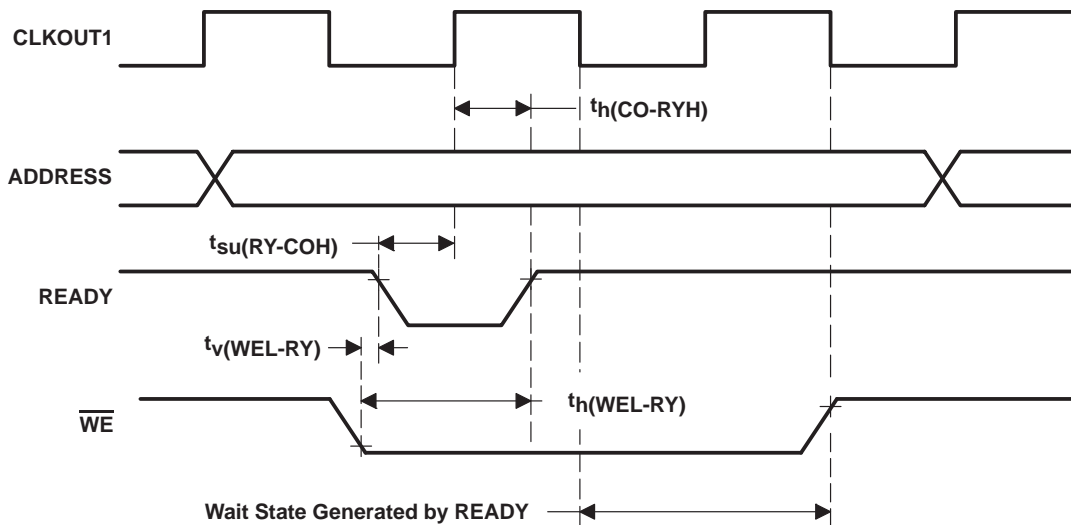 CLKOUT1
th(CO-RYH)
ADDRESS
tsu(RY-COH)
READY
tv(WEL-RY)
th(WEL-RY)
WE
Wait State Generated by READY